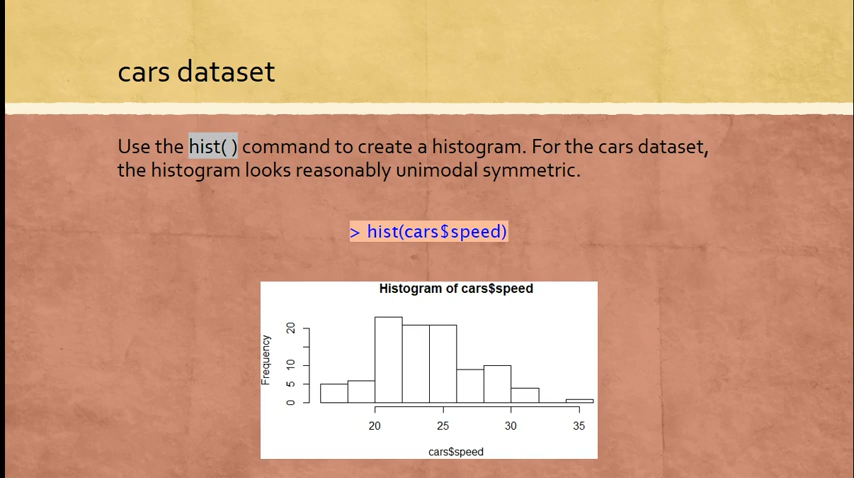 cars dataset
Use the hist( ) command to create a histogram. For the cars dataset,
the histogram looks reasonably unimodal symmetric.
> hist(cars$speed)
Histogram of cars$speed
Frequency
20
10
5
0
20 25 30 35
cars$speed